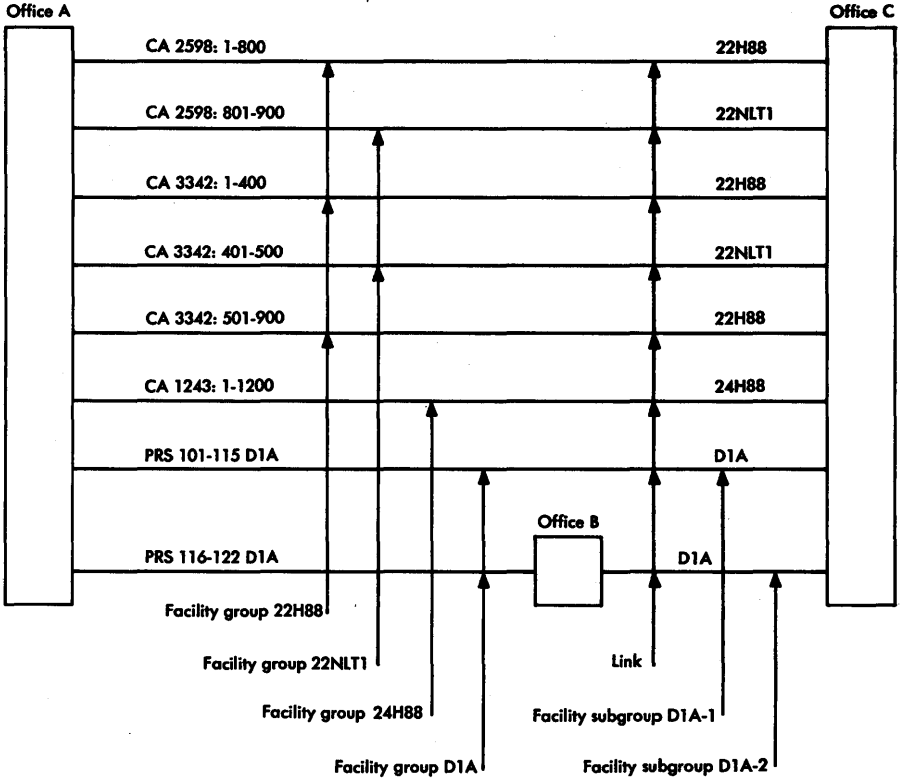 Office A
Office C
CA 2598: 1-800
22H88
CA 2598: 801-900
22NLT1
CA 3342: 1-400
22H88
CA 3342: 401-500
22NLT1
CA 3342: 501-900
22H88
CA 1243: 1-1200
24H88
PRS 101-115 D1A
D1A
Office B
PRS 116-122 D1A
D1A
Facility group 22H88
Facility group 22NLT1
Link
Facility group 24H88
Facility subgroup D1A-1
Facility group D1A
Facility subgroup D1A-2